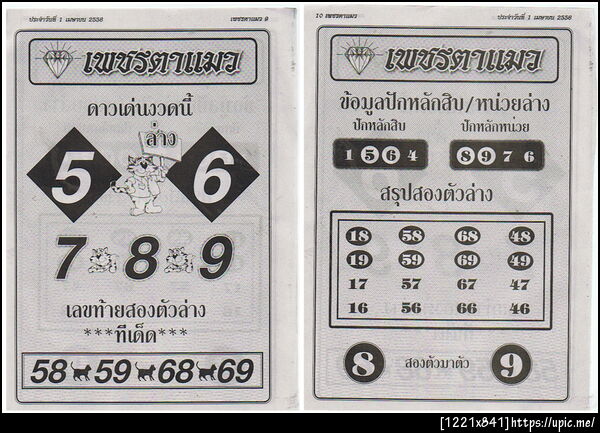 ประจำวันที่ 1 เมษายน 2556
เพชรตาแมว 9
เพชรตาแมว
ดาวเด่นงวดนี้
ล่าง
5 6
7 8 9
เลขท้ายสองตัวล่าง
***ทีเด็ด***
58 59 68 69
10 เพชรตาแมว
ประจำวันที่ 1 เมษายน 2556
เพชรตาแมว
ข้อมูลปักหลักสิบ/หน่วยล่าง
ปักหลักสิบ ปักหลักหน่วย
1 5 6 4 8 9 7 6
สรุปสองตัวล่าง
18 58 68 48
19 59 69 49
17 57 67 47
16 56 66 46
8 สองตัวมาตัว 9
[1221x841]https://upic.me/